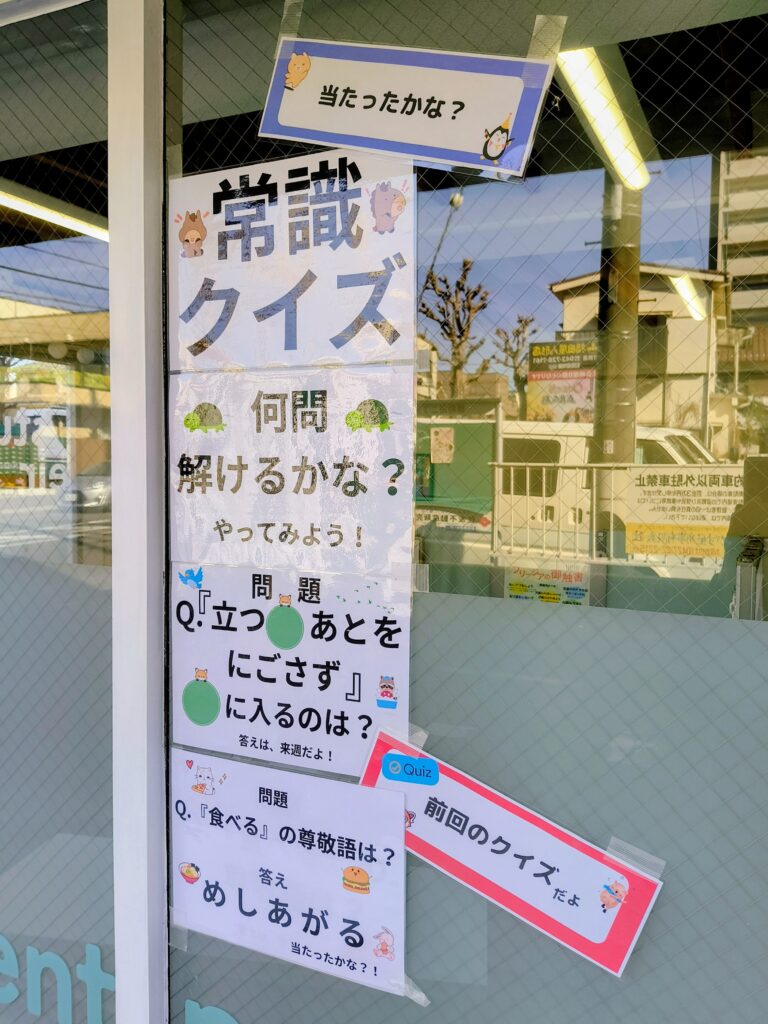 当たったかな？
常識
クイズ
何問
解けるかな？
やってみよう！
問題
Q.『立つ●あとを
にごさず』
●に入るのは？
答えは、来週だよ！
Quiz
前回のクイズだよ
問題
Q.『食べる』の尊敬語は？
答え
めしあがる
当たったかな？！